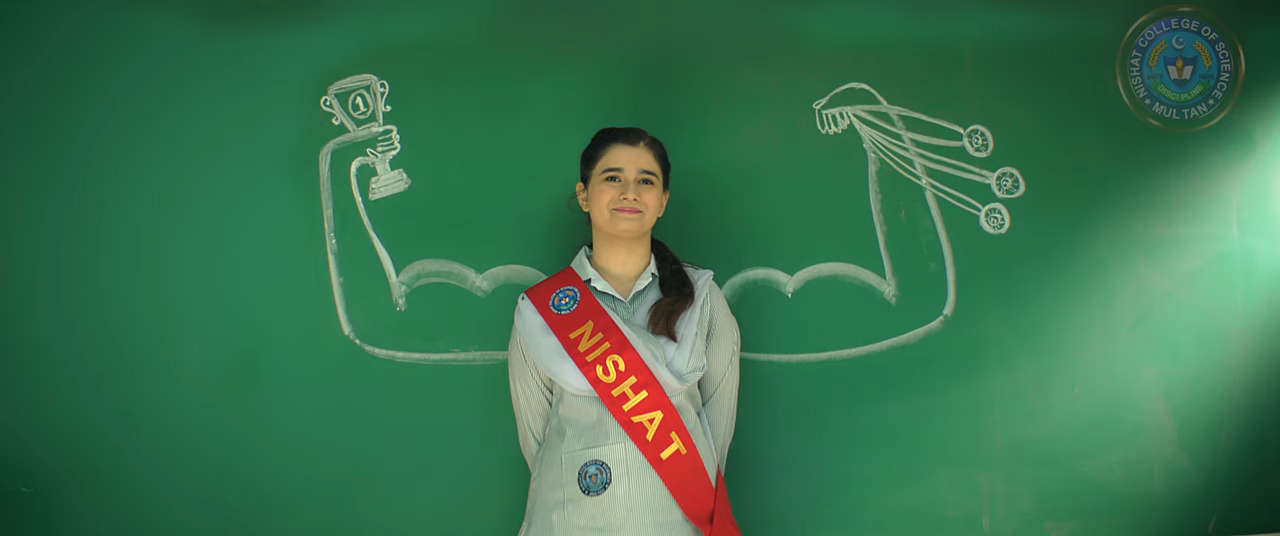 1
NISHAT COLLEGE OF SCIENCE
DISCIPLINE
MULTAN
NISHAT